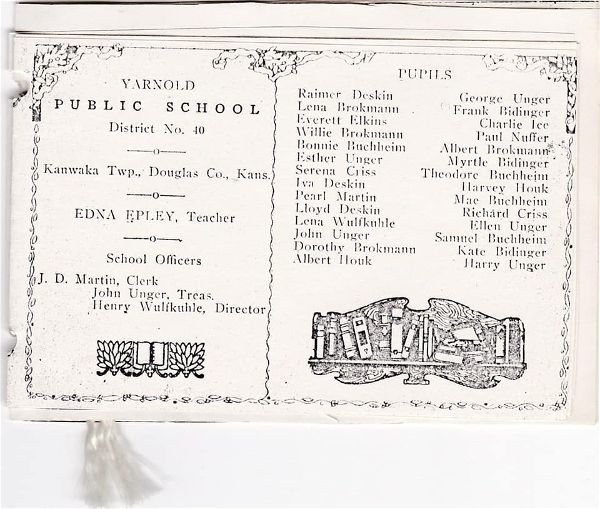 YARNOLD
PUBLIC SCHOOL
District No. 40
Kanwaka Twp., Douglas Co., Kans.
EDNA EPLEY, Teacher
School Officers
J. D. Martin, Clerk
John Unger, Treas.
Henry Wulfkuhle, Director
PUPILS
Raimer Deskin
Lena Brokmann
Everett Elkins
Willie Brokmann
Bonnie Buchheim
Esther Unger
Serena Criss
Iva Deskin
Pearl Martin
Lloyd Deskin
Lena Wulfkuhle
John Unger
Dorothy Brokmann
Albert Houk
George Unger
Frank Bidinger
Charlie Ice
Paul Nuffer
Albert Brokmann
Myrtle Bidinger
Theodore Buchheim
Harvey Houk
Mae Buchheim
Richard Criss
Ellen Unger
Samuel Buchheim
Kate Bidinger
Harry Unger